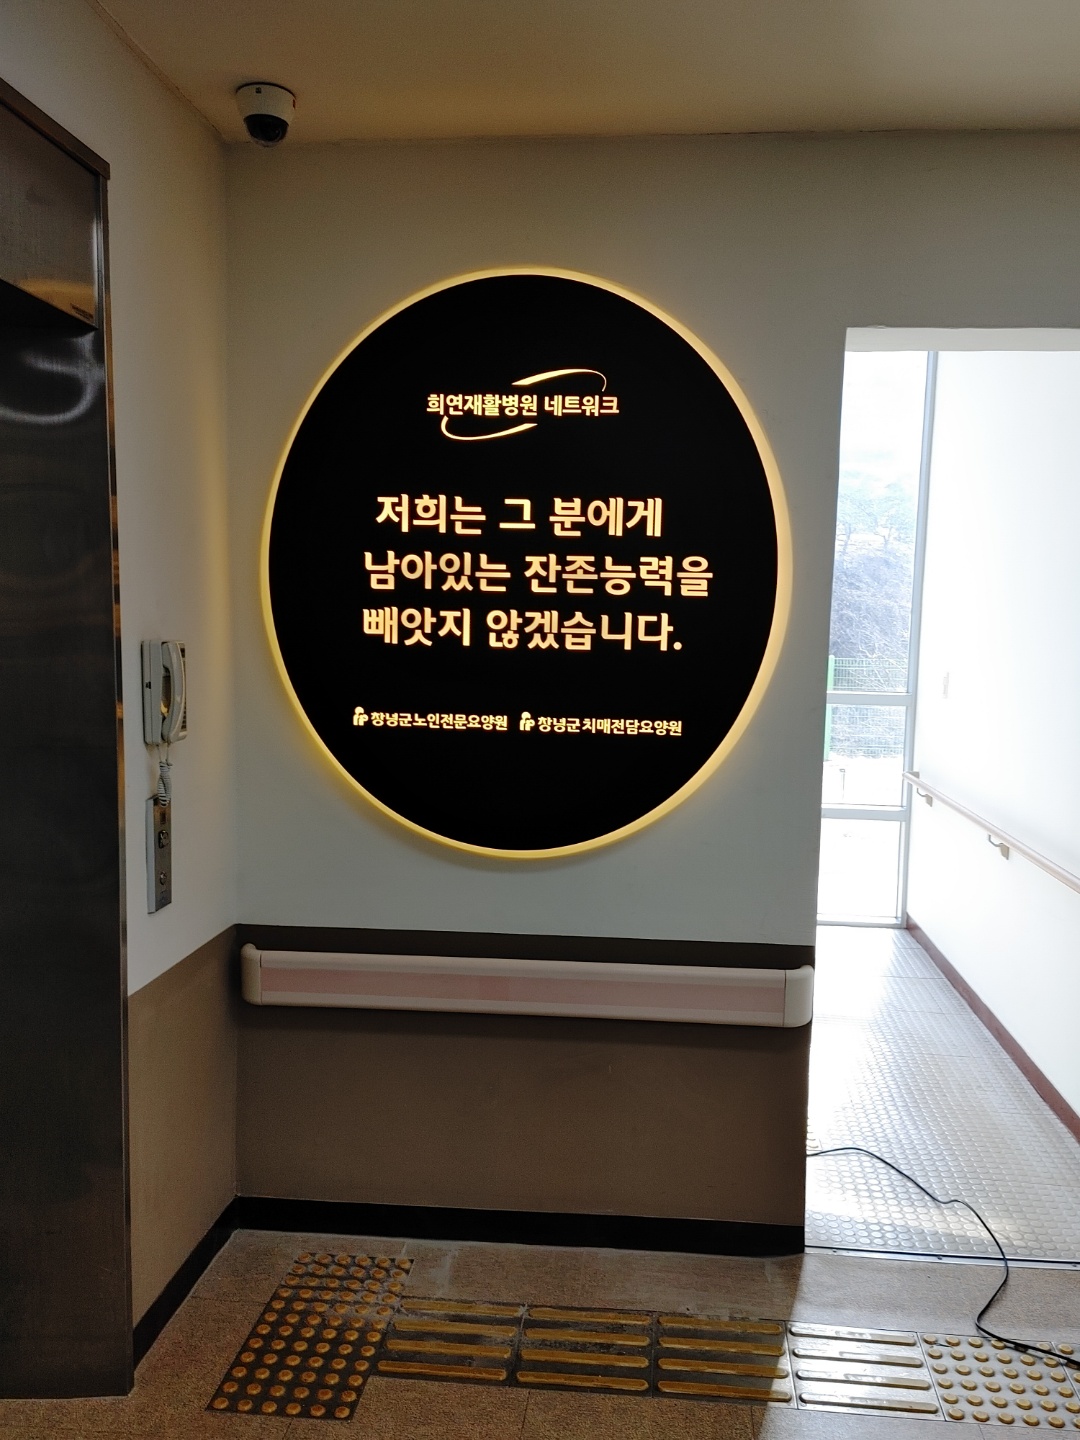 희연재활병원 네트워크
저희는 그 분에게
남아있는 잔존능력을
빼앗지 않겠습니다.
창녕군노인전문요양원 창녕군치매전담요양원